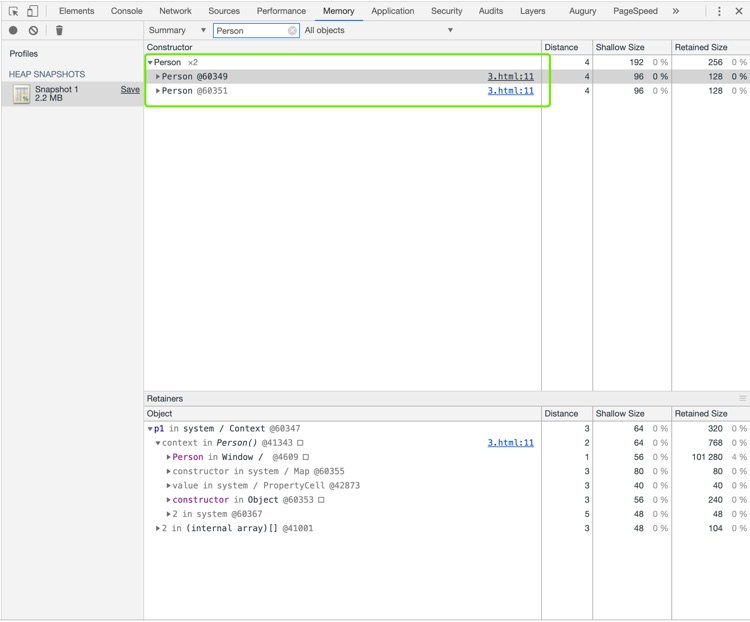 Elements Console Network Sources Performance Memory Application Security Audits Layers Augury PageSpeed »
Summary ▼ Person All objects ▼
Profiles
HEAP SNAPSHOTS
Snapshot 1 Save
2.2 MB
Constructor Distance Shallow Size Retained Size
▼Person ×2 4 192 0 % 256 0 %
▶Person @60349 3.html:11 4 96 0 % 128 0 %
▶Person @60351 3.html:11 4 96 0 % 128 0 %
Retainers
Object Distance Shallow Size Retained Size
▼p1 in system / Context @60347 3 64 0 % 320 0 %
▼context in Person() @41343 □ 3.html:11 2 64 0 % 768 0 %
▶Person in Window / @4609 □ 1 56 0 % 101 280 4 %
▶constructor in system / Map @60355 3 80 0 % 80 0 %
▶value in system / PropertyCell @42873 3 40 0 % 40 0 %
▶constructor in Object @60353 □ 3 56 0 % 240 0 %
▶2 in system @60367 5 48 0 % 48 0 %
▶2 in (internal array)[] @41001 3 48 0 % 104 0 %